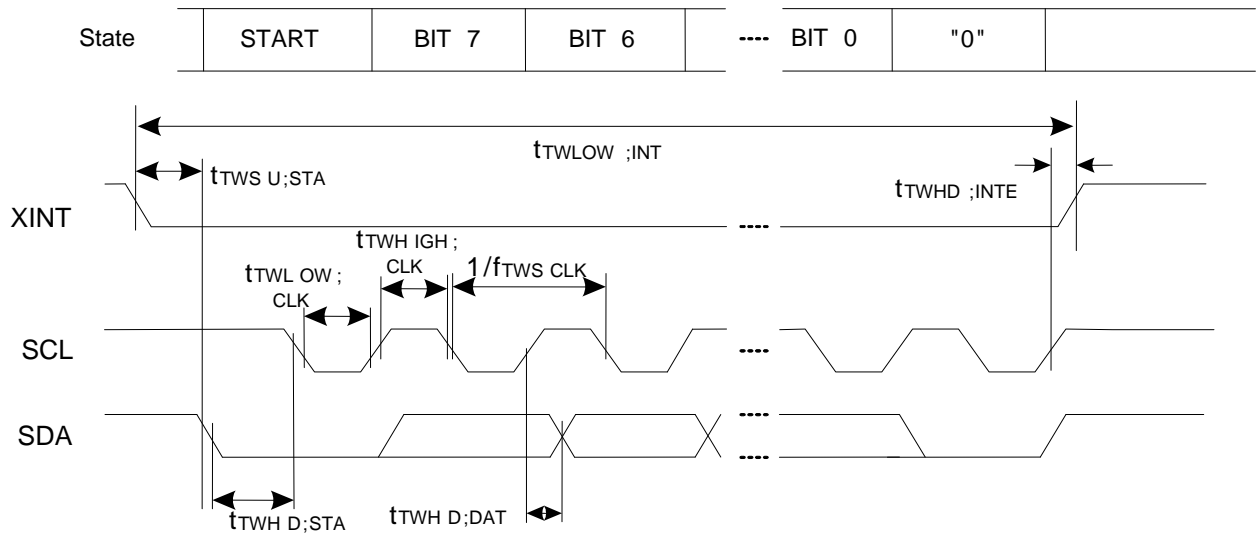 State START BIT 7 BIT 6 ---- BIT 0 "0"
tTWLOW ;INT
tTWS U;STA
tTWHD ;INTE
XINT ----
tTWH IGH ;
CLK
1/fTWS CLK
tTWL OW ;
CLK
SCL ----
SDA ---- ----
tTWH D;STA
tTWH D;DAT